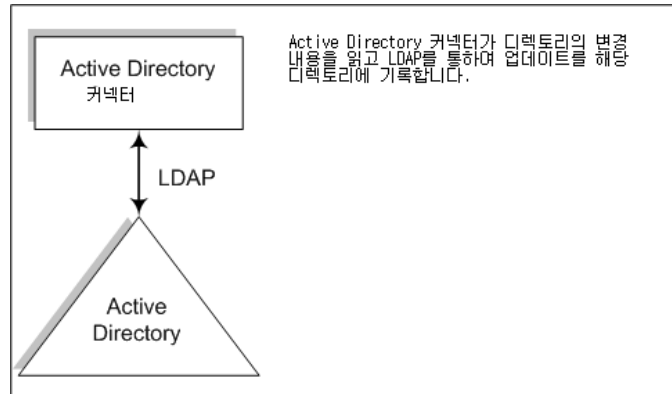 Active Directory
커넥터
Active Directory 커넥터가 디렉토리의 변경
내용을 읽고 LDAP를 통하여 업데이트를 해당
디렉토리에 기록합니다.
LDAP
Active
Directory